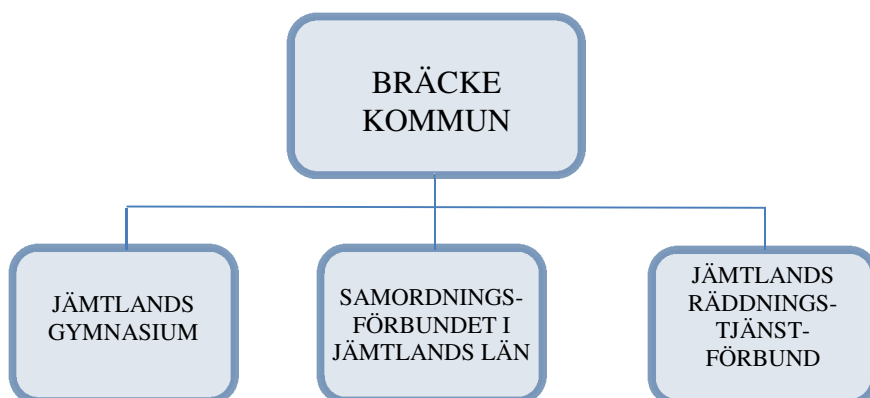 BRÄCKE
KOMMUN
JÄMTLANDS
GYMNASIUM
SAMORDNINGS-
FÖRBUNDET I
JÄMTLANDS LÄN
JÄMTLANDS
RÄDDNINGS-
TJÄNST-
FÖRBUND